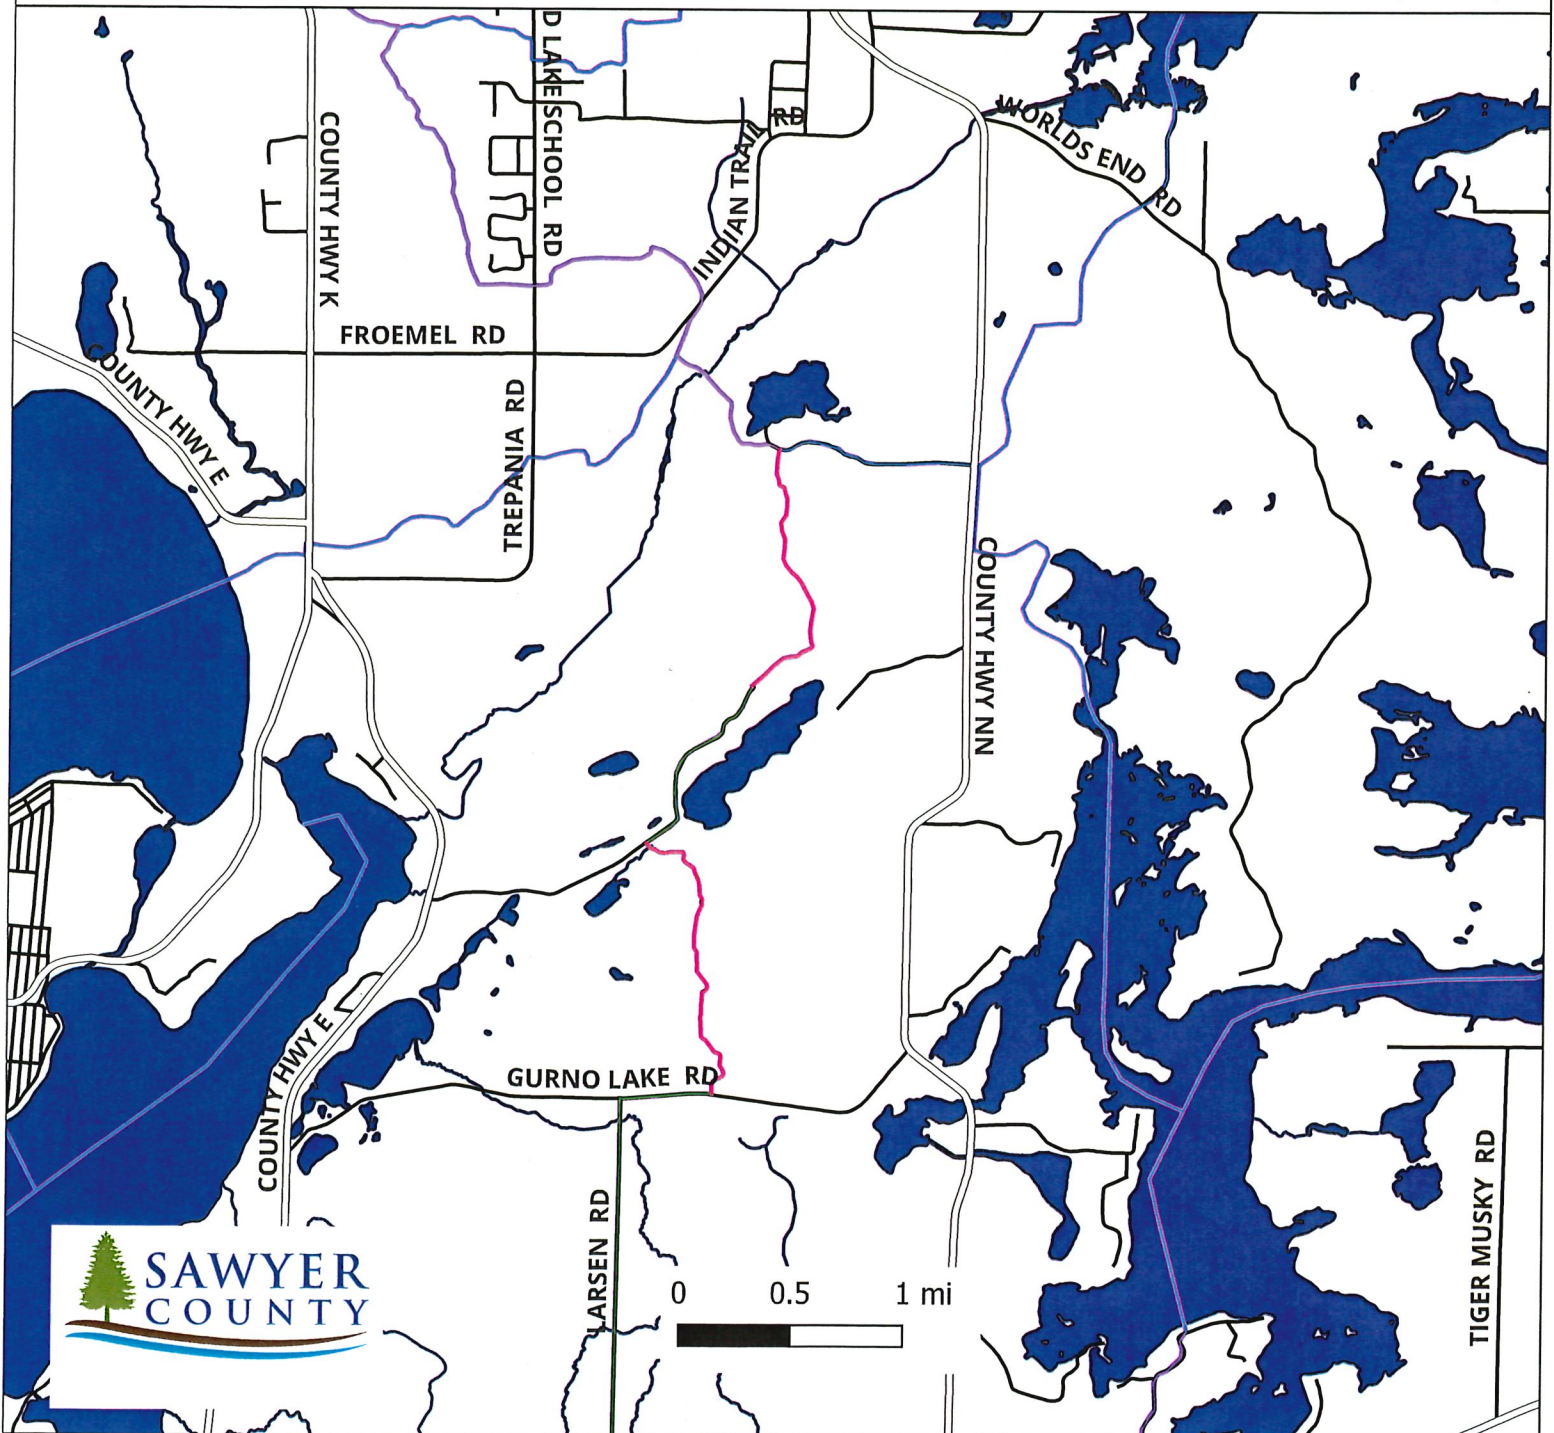 D LAKE SCHOOL RD
COUNTY HWY K
INDIAN TRAIL
RD
WORLDS END RD
FROEMEL RD
COUNTY HWY E
TREPANIA RD
COUNTY HWY NN
GURNO LAKE RD
COUNTY HWY E
LARSEN RD
TIGER MUSKY RD
SAWYER
COUNTY
0 0.5 1 mi